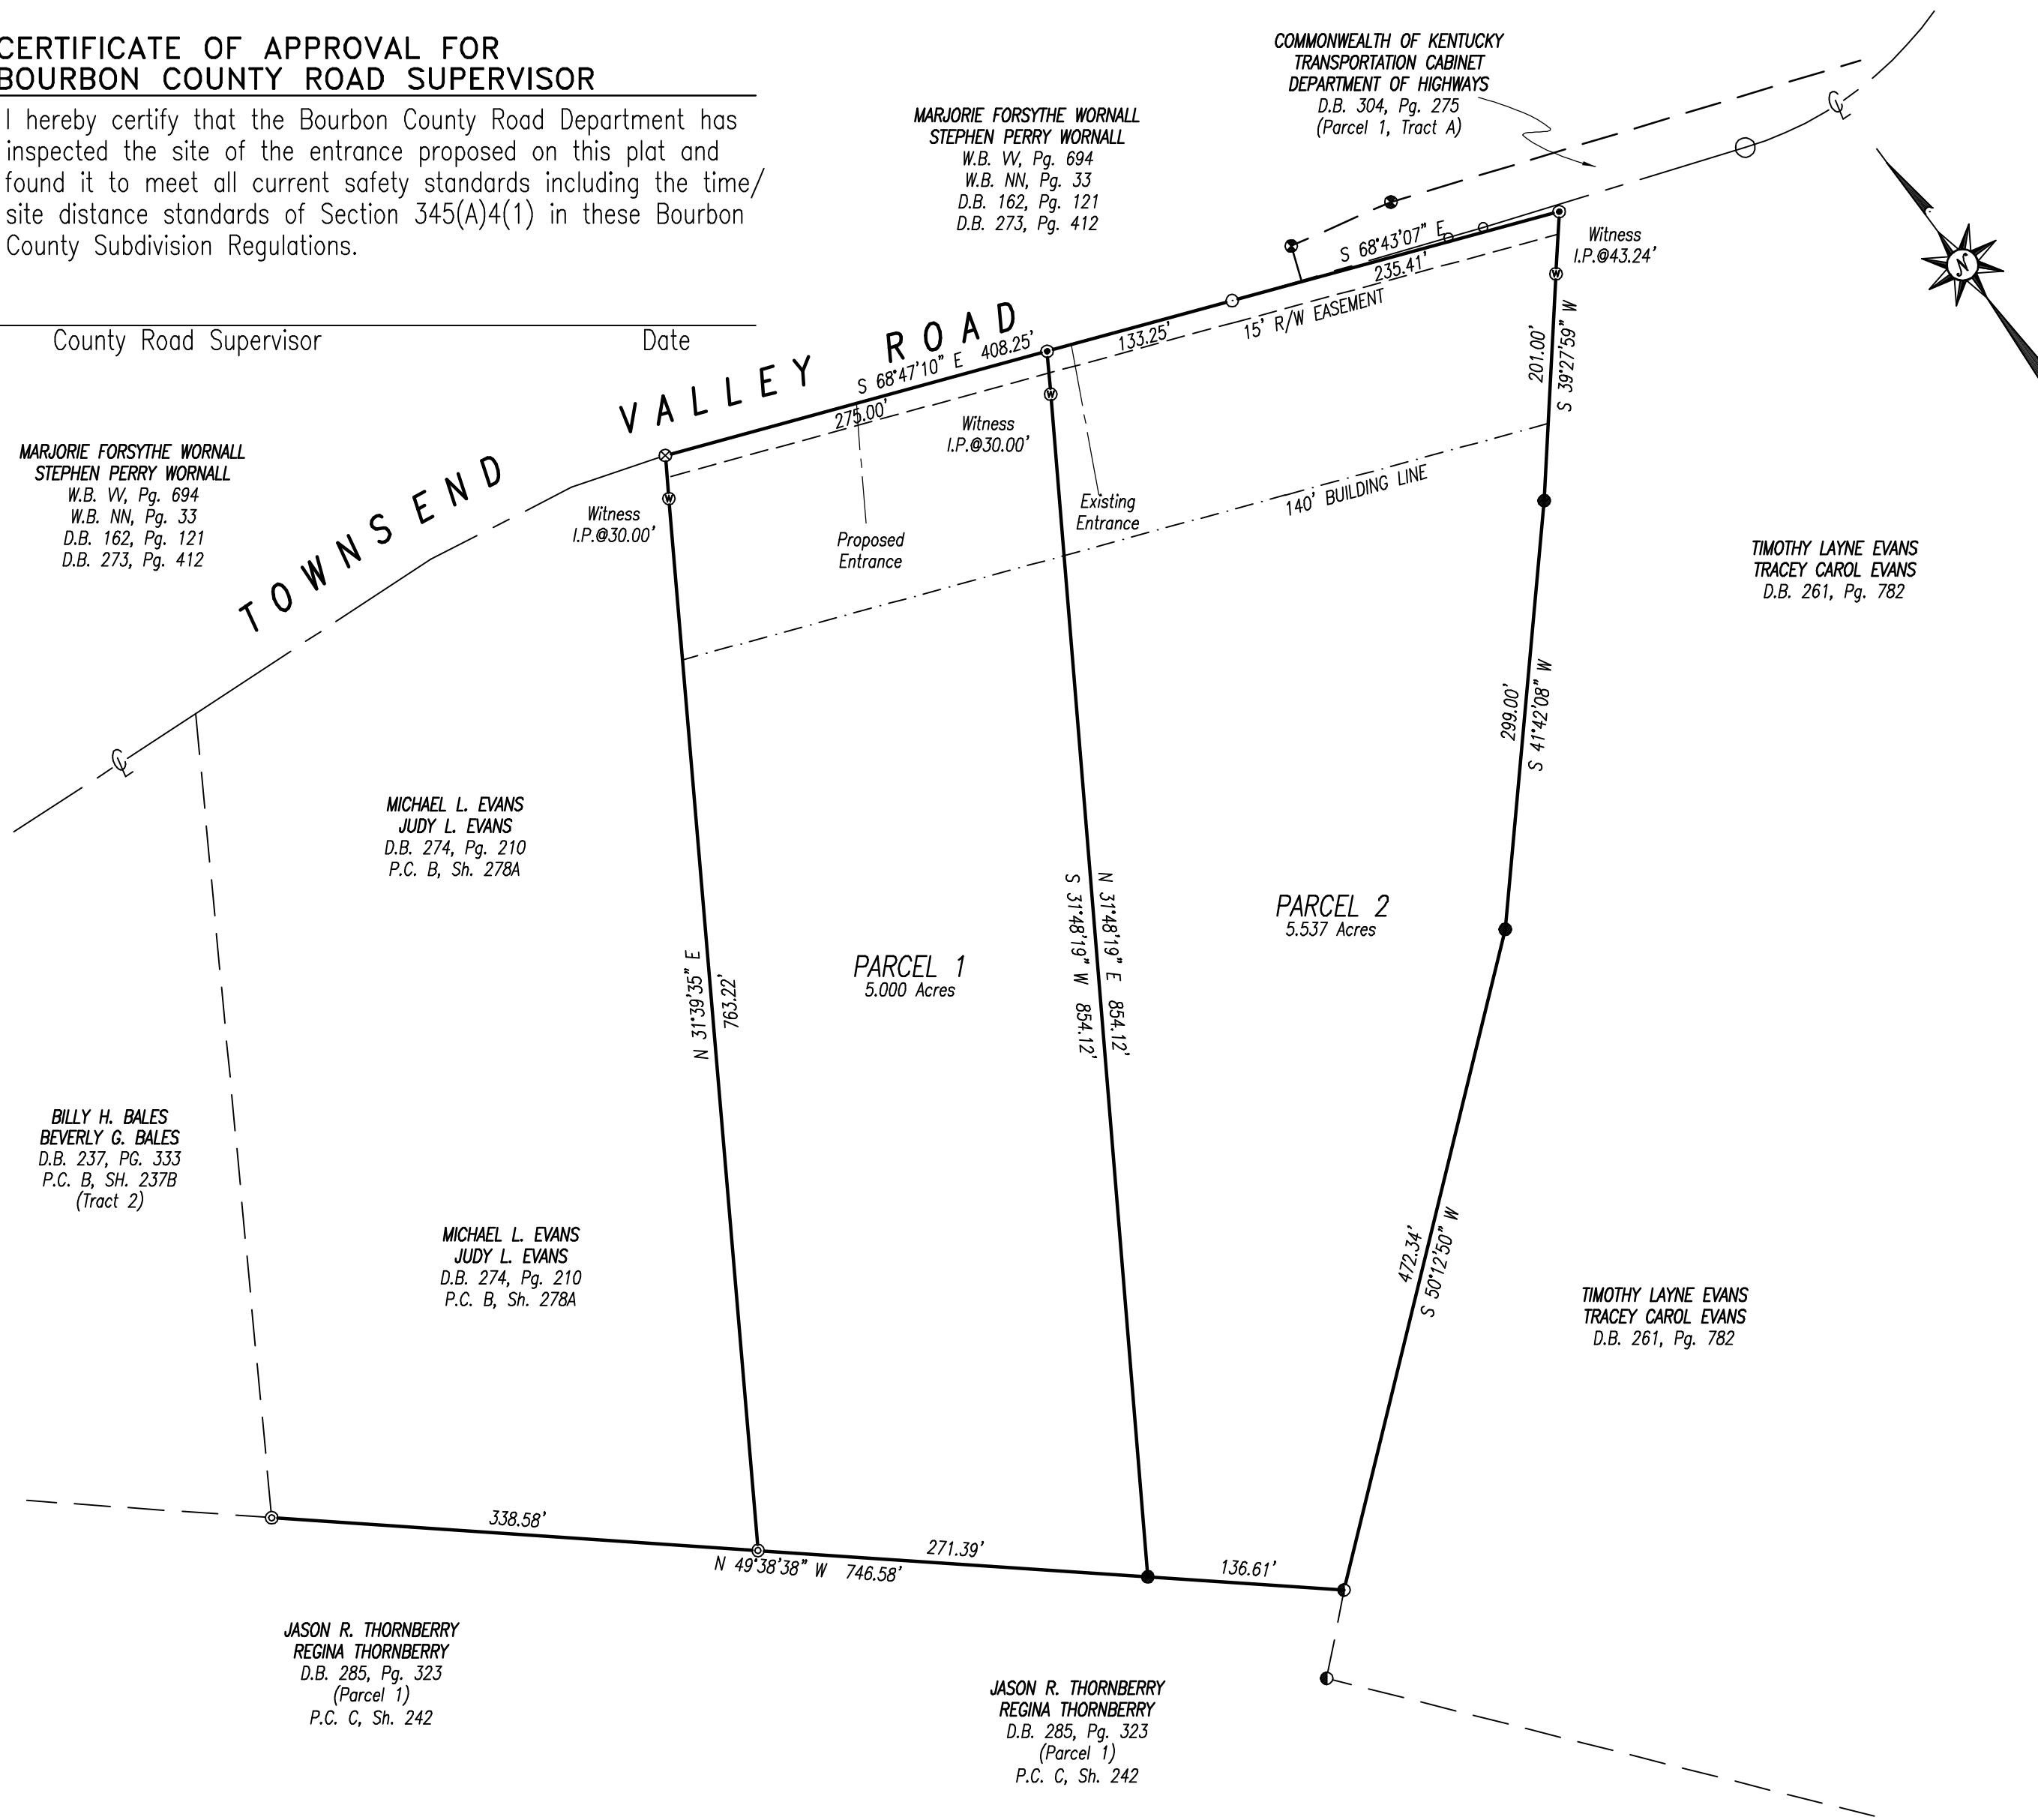 CERTIFICATE OF APPROVAL FOR
BOURBON COUNTY ROAD SUPERVISOR
I hereby certify that the Bourbon County Road Department has
inspected the site of the entrance proposed on this plat and
found it to meet all current safety standards including the time/
site distance standards of Section 345(A)4(1) in these Bourbon
County Subdivision Regulations.
County Road Supervisor Date
COMMONWEALTH OF KENTUCKY
TRANSPORTATION CABINET
DEPARTMENT OF HIGHWAYS
D.B. 304, Pg. 275
(Parcel 1, Tract A)
MARJORIE FORSYTHE WORNALL
STEPHEN PERRY WORNALL
W.B. VV, Pg. 694
W.B. NN, Pg. 33
D.B. 162, Pg. 121
D.B. 273, Pg. 412
N
Witness
I.P.@43.24'
S 68°43'07" E
235.41'
15' R/W EASEMENT
TOWNSEND VALLEY ROAD
S 68°47'10" E 408.25'
133.25'
275.00'
Witness
I.P.@30.00'
Witness
I.P.@30.00'
Proposed
Entrance
Existing
Entrance
140' BUILDING LINE
201.00'
S 39°27'59" W
MARJORIE FORSYTHE WORNALL
STEPHEN PERRY WORNALL
W.B. VV, Pg. 694
W.B. NN, Pg. 33
D.B. 162, Pg. 121
D.B. 273, Pg. 412
TIMOTHY LAYNE EVANS
TRACEY CAROL EVANS
D.B. 261, Pg. 782
299.00'
S 41°42'08" W
MICHAEL L. EVANS
JUDY L. EVANS
D.B. 274, Pg. 210
P.C. B, Sh. 278A
N 31°39'35" E
763.22'
PARCEL 1
5.000 Acres
S 31°48'19" W 854.12'
N 31°48'19" E 854.12'
PARCEL 2
5.537 Acres
BILLY H. BALES
BEVERLY G. BALES
D.B. 237, PG. 333
P.C. B, SH. 237B
(Tract 2)
MICHAEL L. EVANS
JUDY L. EVANS
D.B. 274, Pg. 210
P.C. B, Sh. 278A
472.34'
S 50°12'50" W
TIMOTHY LAYNE EVANS
TRACEY CAROL EVANS
D.B. 261, Pg. 782
338.58'
271.39'
136.61'
N 49°38'38" W 746.58'
JASON R. THORNBERRY
REGINA THORNBERRY
D.B. 285, Pg. 323
(Parcel 1)
P.C. C, Sh. 242
JASON R. THORNBERRY
REGINA THORNBERRY
D.B. 285, Pg. 323
(Parcel 1)
P.C. C, Sh. 242